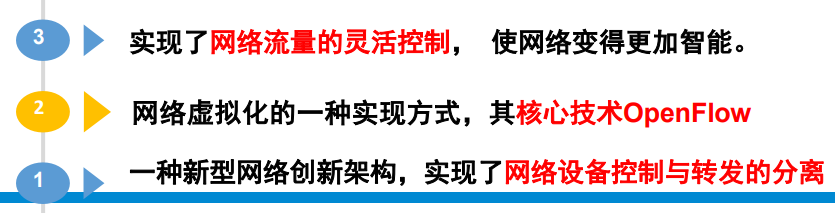 3 实现了网络流量的灵活控制， 使网络变得更加智能。
2 网络虚拟化的一种实现方式，其核心技术OpenFlow
1 一种新型网络创新架构，实现了网络设备控制与转发的分离